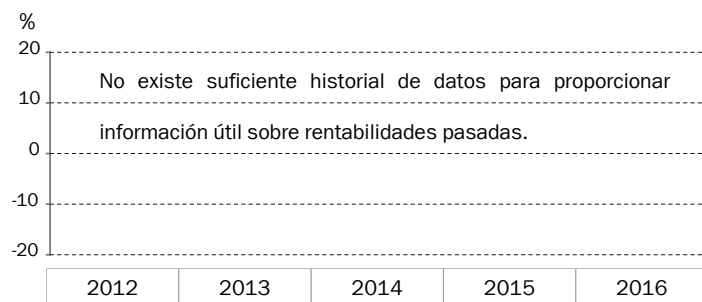 %
20
No existe suficiente historial de datos para proporcionar
10
información útil sobre rentabilidades pasadas.
0
-10
-20
2012 2013 2014 2015 2016